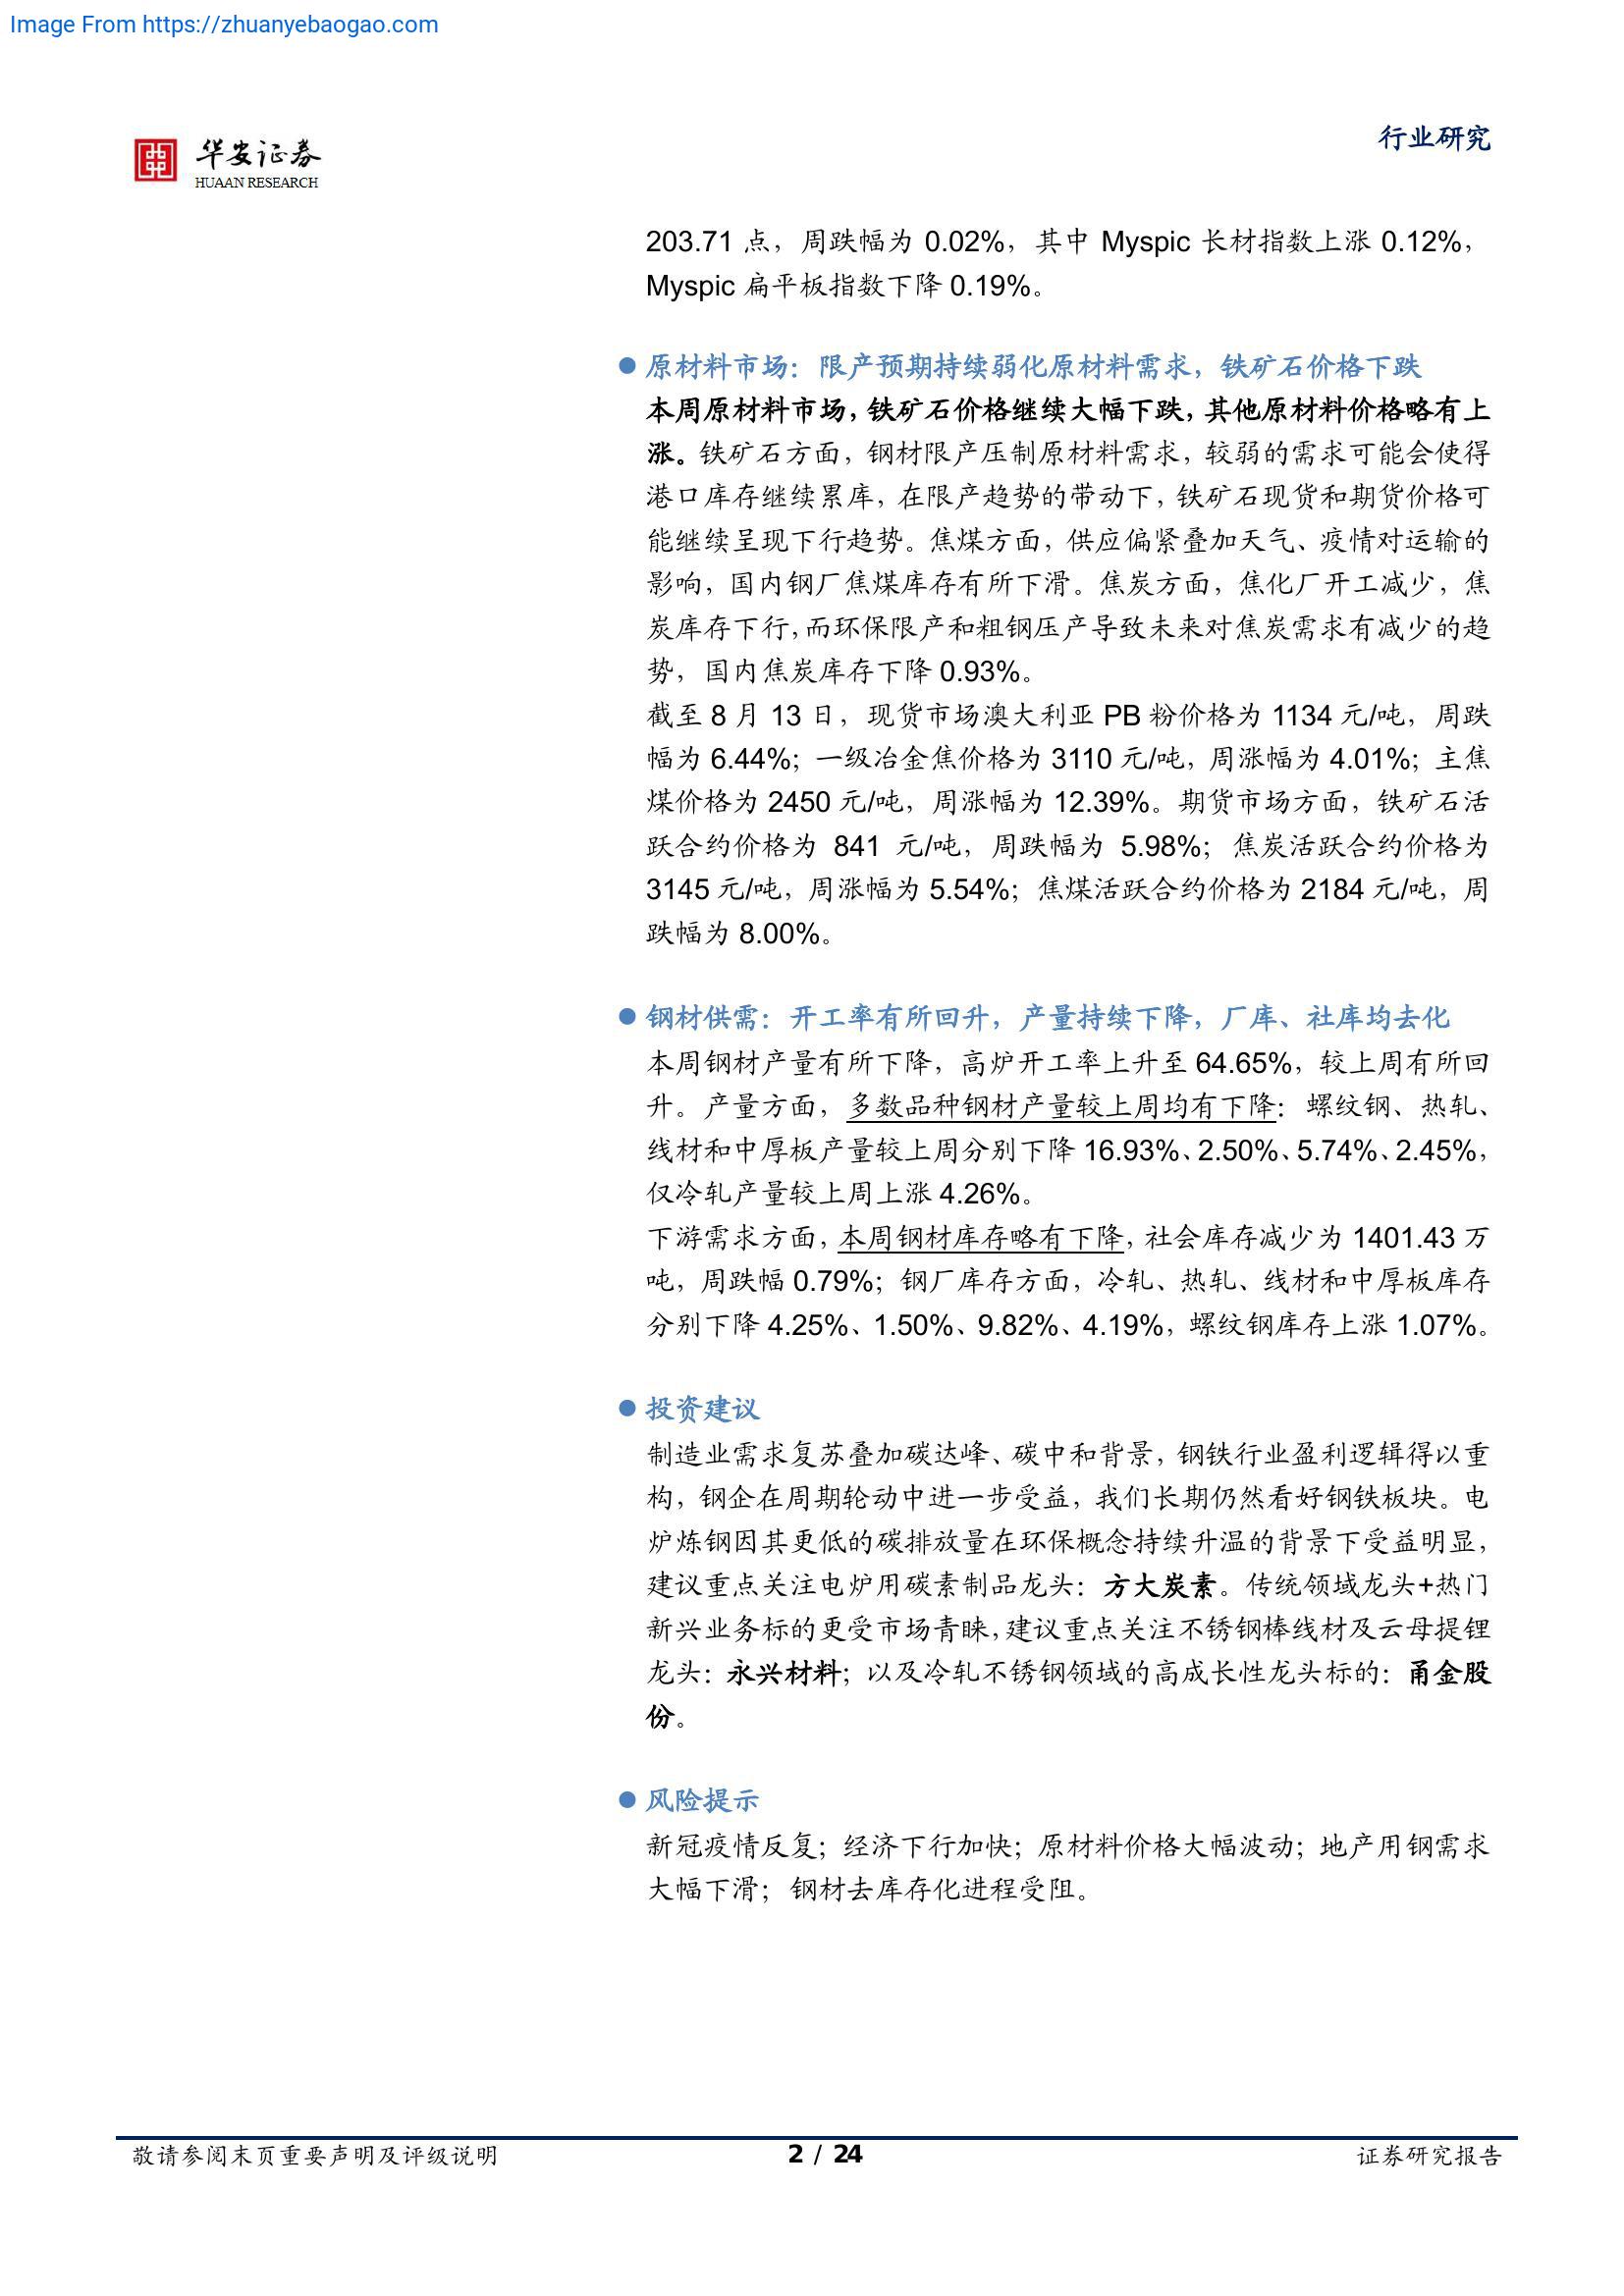 Image From https://zhuanyebaogao.com
华安证券
HUAAN RESEARCH
行业研究
203.71 点，周跌幅为 0.02%，其中 Myspic 长材指数上涨 0.12%，
Myspic 扁平板指数下降 0.19%。
原材料市场：限产预期持续弱化原材料需求，铁矿石价格下跌
本周原材料市场，铁矿石价格继续大幅下跌，其他原材料价格略有上
涨。铁矿石方面，钢材限产压制原材料需求，较弱的需求可能会使得
港口库存继续累库，在限产趋势的带动下，铁矿石现货和期货价格可
能继续呈现下行趋势。焦煤方面，供应偏紧叠加天气、疫情对运输的
影响，国内钢厂焦煤库存有所下滑。焦炭方面，焦化厂开工减少，焦
炭库存下行，而环保限产和粗钢压产导致未来对焦炭需求有减少的趋
势，国内焦炭库存下降 0.93%。
截至 8 月 13 日，现货市场澳大利亚 PB 粉价格为 1134 元/吨，周跌
幅为 6.44%；一级冶金焦价格为 3110 元/吨，周涨幅为 4.01%；主焦
煤价格为 2450 元/吨，周涨幅为 12.39%。期货市场方面，铁矿石活
跃合约价格为 841 元/吨，周跌幅为 5.98%；焦炭活跃合约价格为
3145 元/吨，周涨幅为 5.54%；焦煤活跃合约价格为 2184 元/吨，周
跌幅为 8.00%。
钢材供需：开工率有所回升，产量持续下降，厂库、社库均去化
本周钢材产量有所下降，高炉开工率上升至 64.65%，较上周有所回
升。产量方面，多数品种钢材产量较上周均有下降：螺纹钢、热轧、
线材和中厚板产量较上周分别下降 16.93%、2.50%、5.74%、2.45%，
仅冷轧产量较上周上涨 4.26%。
下游需求方面，本周钢材库存略有下降，社会库存减少为 1401.43 万
吨，周跌幅 0.79%；钢厂库存方面，冷轧、热轧、线材和中厚板库存
分别下降 4.25%、1.50%、9.82%、4.19%，螺纹钢库存上涨 1.07%。
投资建议
制造业需求复苏叠加碳达峰、碳中和背景，钢铁行业盈利逻辑得以重
构，钢企在周期轮动中进一步受益，我们长期仍然看好钢铁板块。电
炉炼钢因其更低的碳排放量在环保概念持续升温的背景下受益明显，
建议重点关注电炉用碳素制品龙头：方大炭素。传统领域龙头+热门
新兴业务标的更受市场青睐，建议重点关注不锈钢棒线材及云母提锂
龙头：永兴材料；以及冷轧不锈钢领域的高成长性龙头标的：甬金股
份。
风险提示
新冠疫情反复；经济下行加快；原材料价格大幅波动；地产用钢需求
大幅下滑；钢材去库存化进程受阻。
敬请参阅末页重要声明及评级说明
2 / 24
证券研究报告